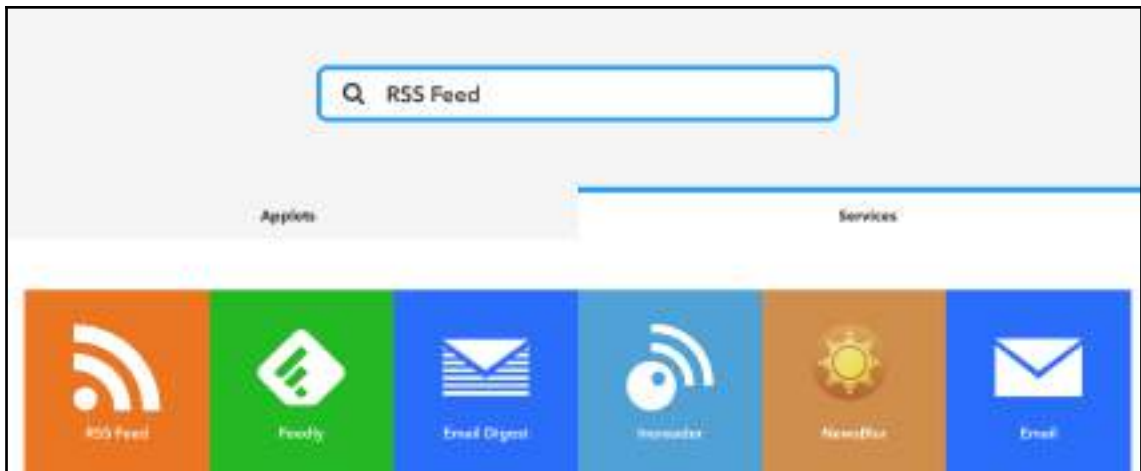 RSS Feed
Applets
Services
RSS Feed
Feedly
Email Digest
Inoreader
NewsBlur
Email